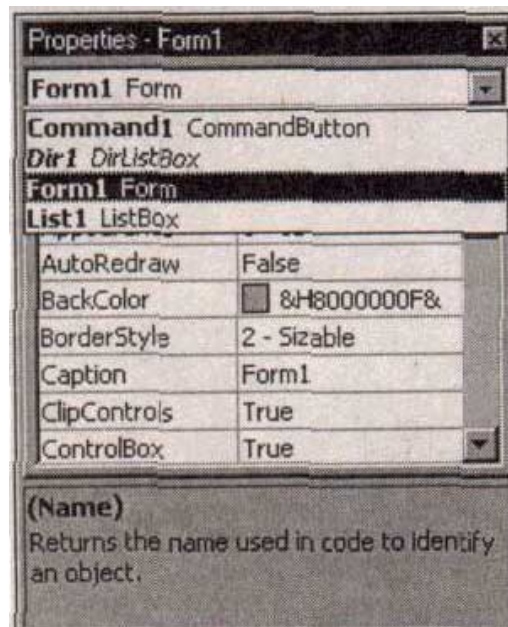 Properties - Form1
Form1 Form
Command1 CommandButton
Dir1 DirListBox
Form1 Form
List1 ListBox
AutoRedraw False
BackColor &H8000000F&
BorderStyle 2 - Sizable
Caption Form1
ClipControls True
ControlBox True
(Name)
Returns the name used in code to identify
an object.